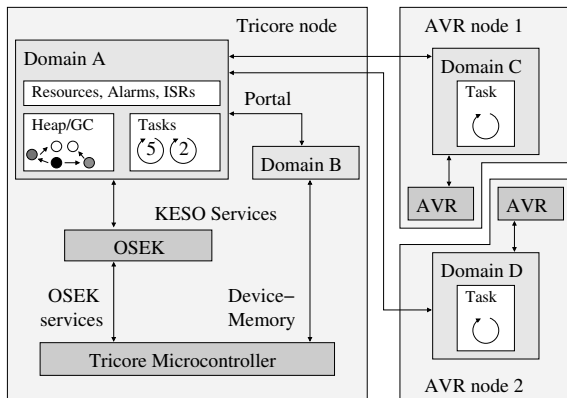 Tricore node
Domain A
Resources, Alarms, ISRs
Heap/GC
Tasks
5
2
Portal
Domain B
KESO Services
OSEK
OSEK
services
Device−
Memory
Tricore Microcontroller
AVR node 1
Domain C
Task
AVR
AVR
Domain D
Task
AVR node 2